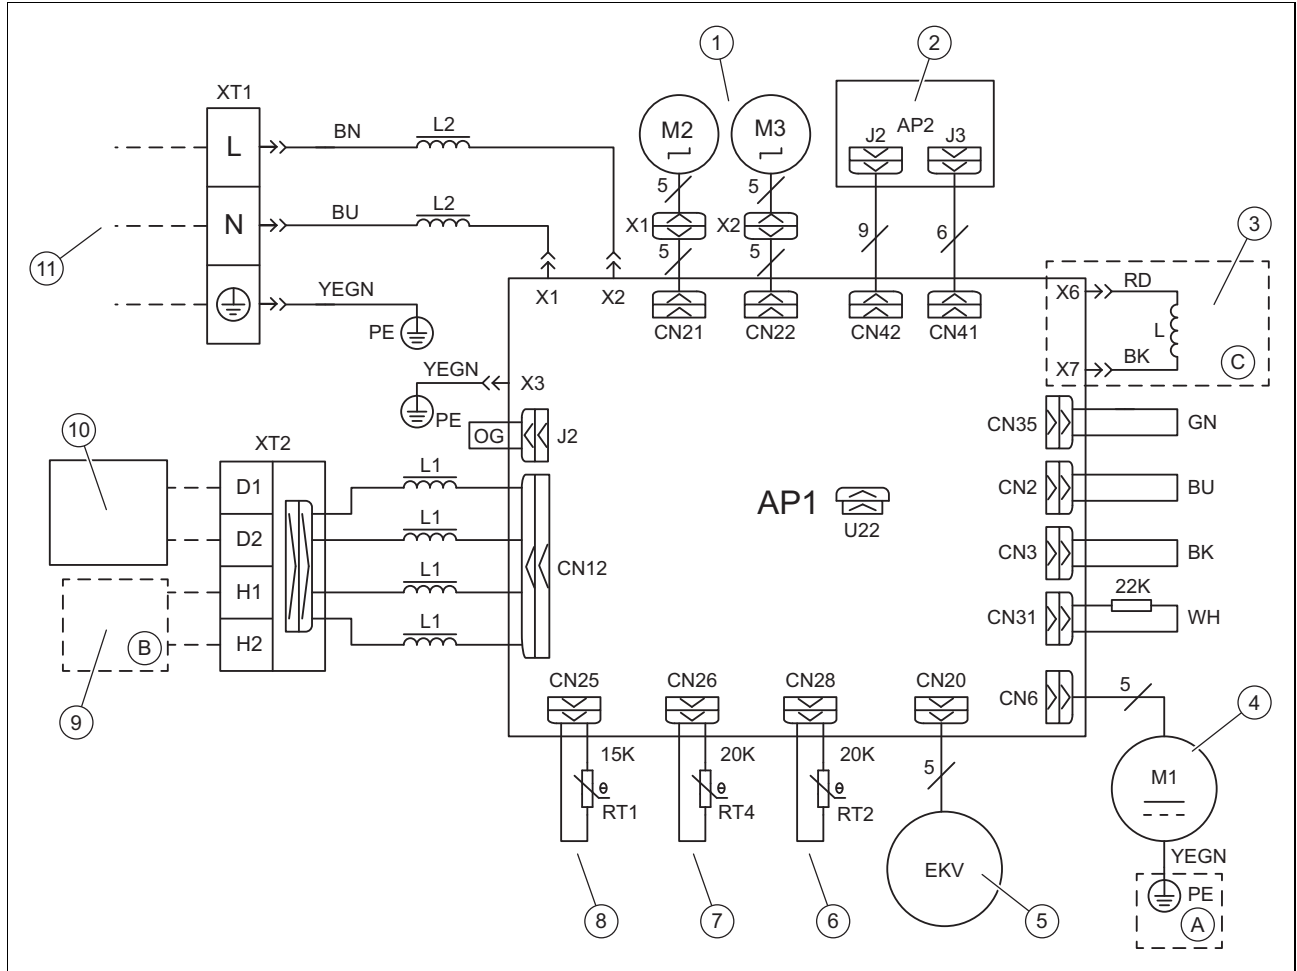 1
2
XT1
L
BN
L2
M2
M3
J2
AP2
J3
5
5
9
6
3
N
BU
L2
X1
X2
5
5
11
YEGN
PE
X1
X2
CN21
CN22
CN42
CN41
X6
RD
L
X7
BK
C
YEGN
X3
PE
OG
J2
CN35
GN
10
XT2
L1
D1
L1
D2
L1
H1
L1
H2
CN12
AP1
U22
CN2
BU
CN3
BK
22K
CN31
WH
B
9
CN25
CN26
CN28
CN20
CN6
5
4
15K
20K
20K
5
θ
θ
θ
RT1
RT4
RT2
M1
EKV
YEGN
PE
A
8
7
6
5